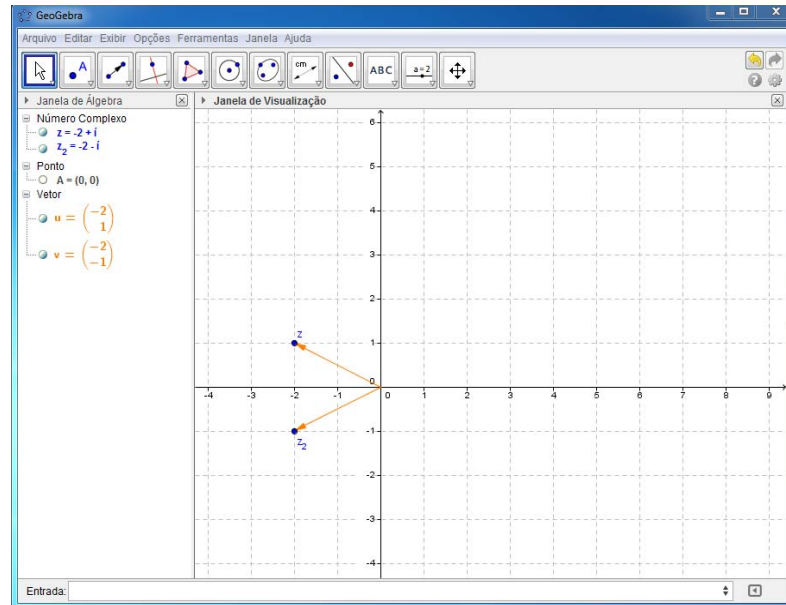 GeoGebra
Arquivo Editar Exibir Opções Ferramentas Janela Ajuda
A
cm
ABC
a=2
Janela de Álgebra
Número Complexo
z = -2 + í
z₂ = -2 - í
Ponto
A = (0, 0)
Vetor
u = (-2 1)
v = (-2 -1)
Janela de Visualização
6
5
4
3
2
1
0
-4 -3 -2 -1 0 1 2 3 4 5 6 7 8 9
-1
-2
-3
-4
z
z₂
Entrada: